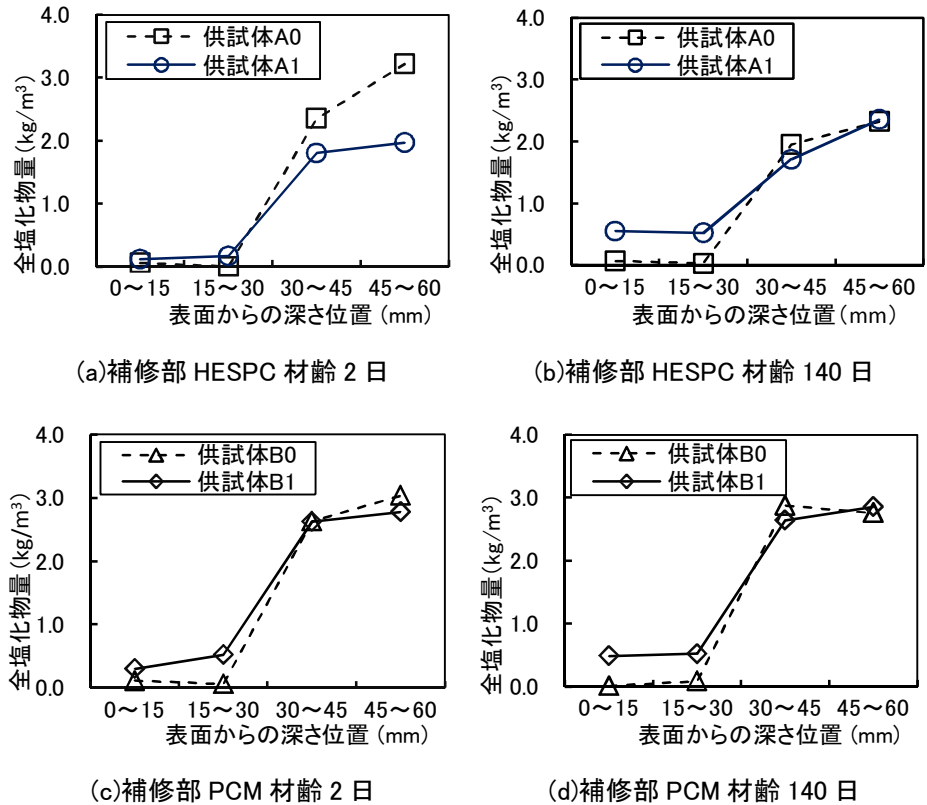 全塩化物量(kg/m³)
4.0
3.0
2.0
1.0
0.0
供試体A0
供試体A1
0～15 15～30 30～45 45～60
表面からの深さ位置 (mm)
(a)補修部 HESPC 材齢 2 日
全塩化物量(kg/m³)
4.0
3.0
2.0
1.0
0.0
供試体A0
供試体A1
0～15 15～30 30～45 45～60
表面からの深さ位置 (mm)
(b)補修部 HESPC 材齢 140 日
全塩化物量(kg/m³)
4.0
3.0
2.0
1.0
0.0
供試体B0
供試体B1
0～15 15～30 30～45 45～60
表面からの深さ位置 (mm)
(c)補修部 PCM 材齢 2 日
全塩化物量(kg/m³)
4.0
3.0
2.0
1.0
0.0
供試体B0
供試体B1
0～15 15～30 30～45 45～60
表面からの深さ位置 (mm)
(d)補修部 PCM 材齢 140 日